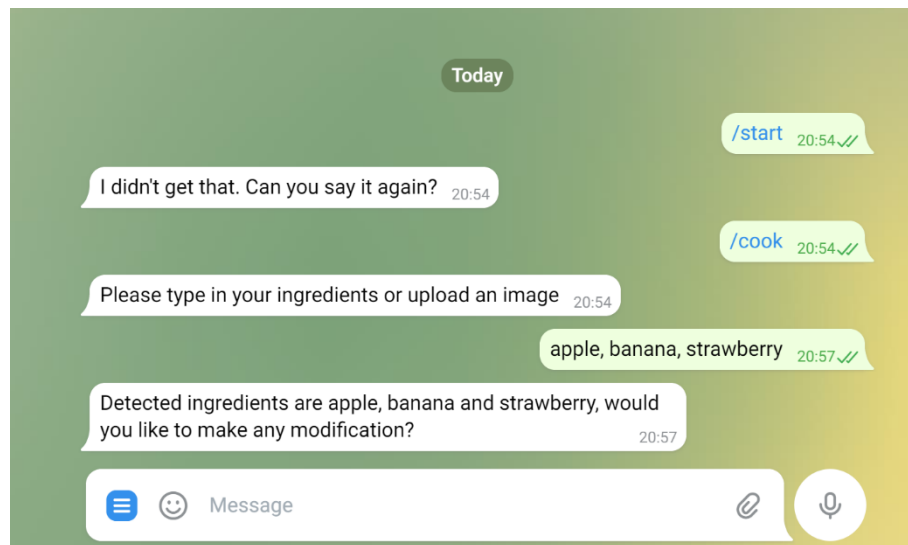 Today
/start 20:54
I didn't get that. Can you say it again? 20:54
/cook 20:54
Please type in your ingredients or upload an image 20:54
apple, banana, strawberry 20:57
Detected ingredients are apple, banana and strawberry, would
you like to make any modification? 20:57
Message